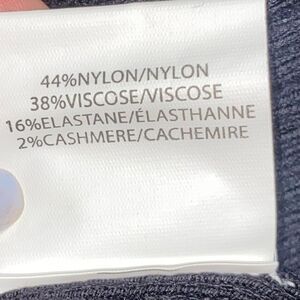 44%NYLON/NYLON
38%VISCOSE/VISCOSE
16%ELASTANE/ÉLASTHANNE
2%CASHMERE/CACHEMIRE